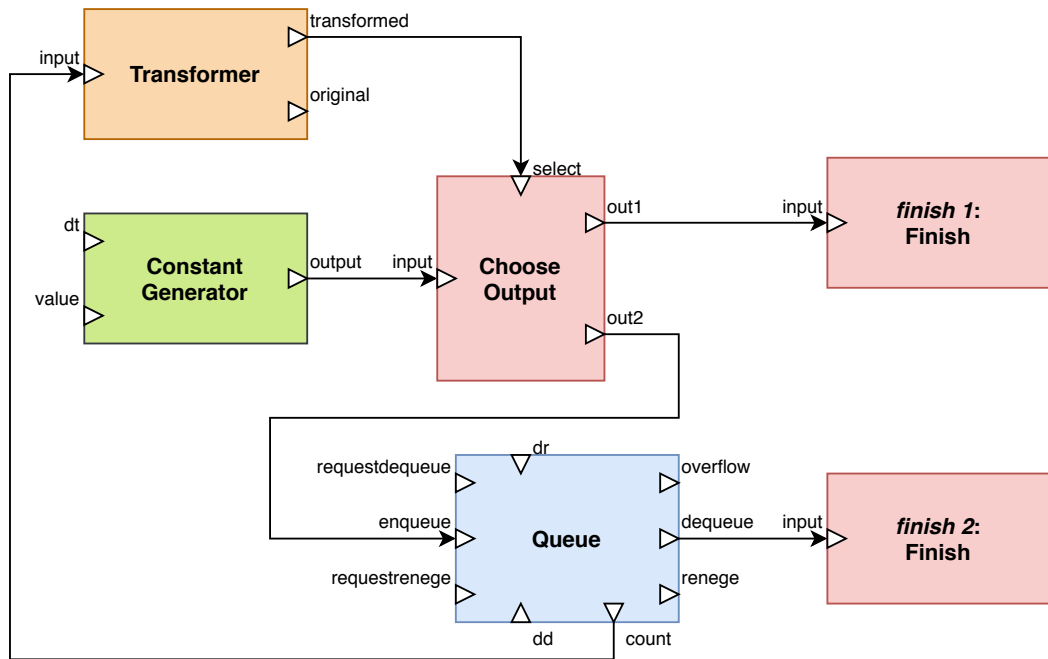 transformed
input
Transformer
original
select
dt
out1
input
finish 1:
Finish
Constant
Generator
output
input
Choose
Output
value
out2
dr
requestdequeue
overflow
enqueue
Queue
dequeue
input
finish 2:
Finish
requestrenege
renege
dd
count